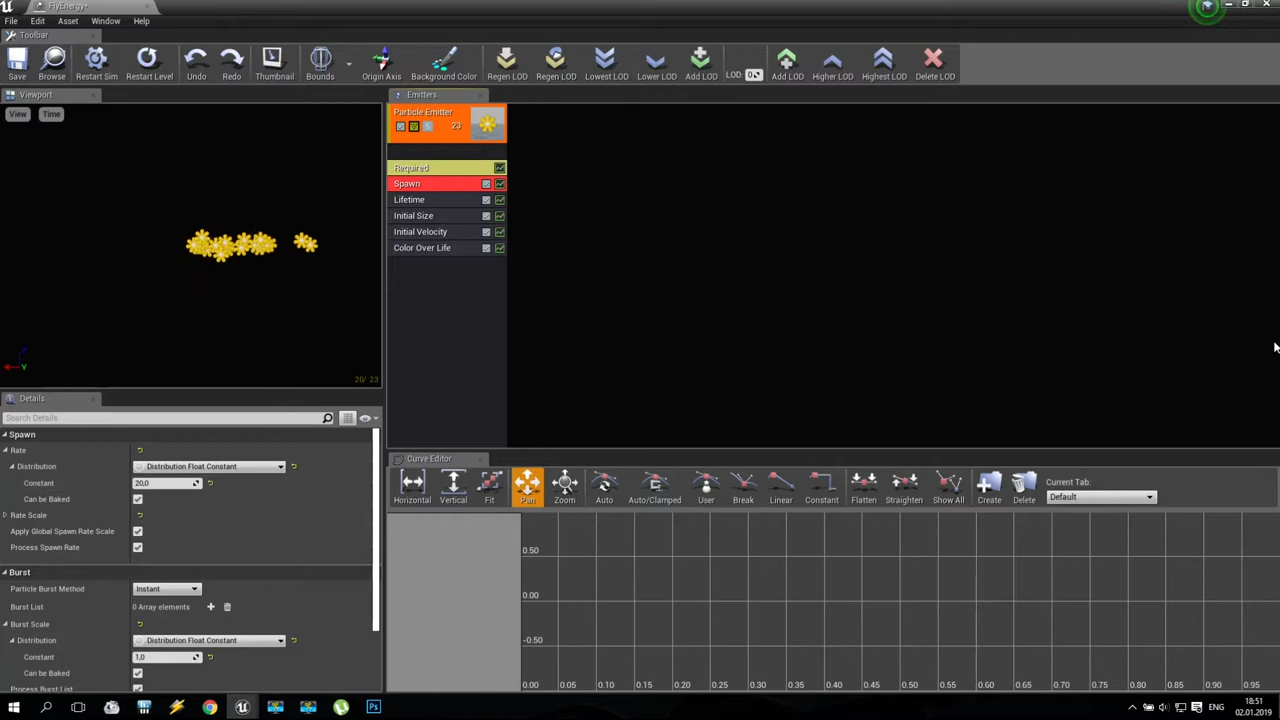 FlyEnergy*
File Edit Asset Window Help
Toolbar
Save Browse Restart Sim Restart Level Undo Redo Thumbnail Bounds Origin Axis Background Color Regen LOD Regen LOD Lowest LOD Lower LOD Add LOD LOD: 0 Add LOD Higher LOD Highest LOD Delete LOD
Viewport
View Time
20/ 23
Emitters
Particle Emitter
23
Required
Spawn
Lifetime
Initial Size
Initial Velocity
Color Over Life
Details
Search Details
Spawn
Rate
Distribution Distribution Float Constant
Constant 20,0
Can be Baked
Rate Scale
Apply Global Spawn Rate Scale
Process Spawn Rate
Burst
Particle Burst Method Instant
Burst List 0 Array elements
Burst Scale
Distribution Distribution Float Constant
Constant 1,0
Can be Baked
Process Burst List
Curve Editor
Horizontal Vertical Fit Pan Zoom Auto Auto/Clamped User Break Linear Constant Flatten Straighten Show All Create Delete
Current Tab:
Default
0.50
0.00
-0.50
0.00 0.05 0.10 0.15 0.20 0.25 0.30 0.35 0.40 0.45 0.50 0.55 0.60 0.65 0.70 0.75 0.80 0.85 0.90 0.95
Ps
ENG
18:51
02.01.2019